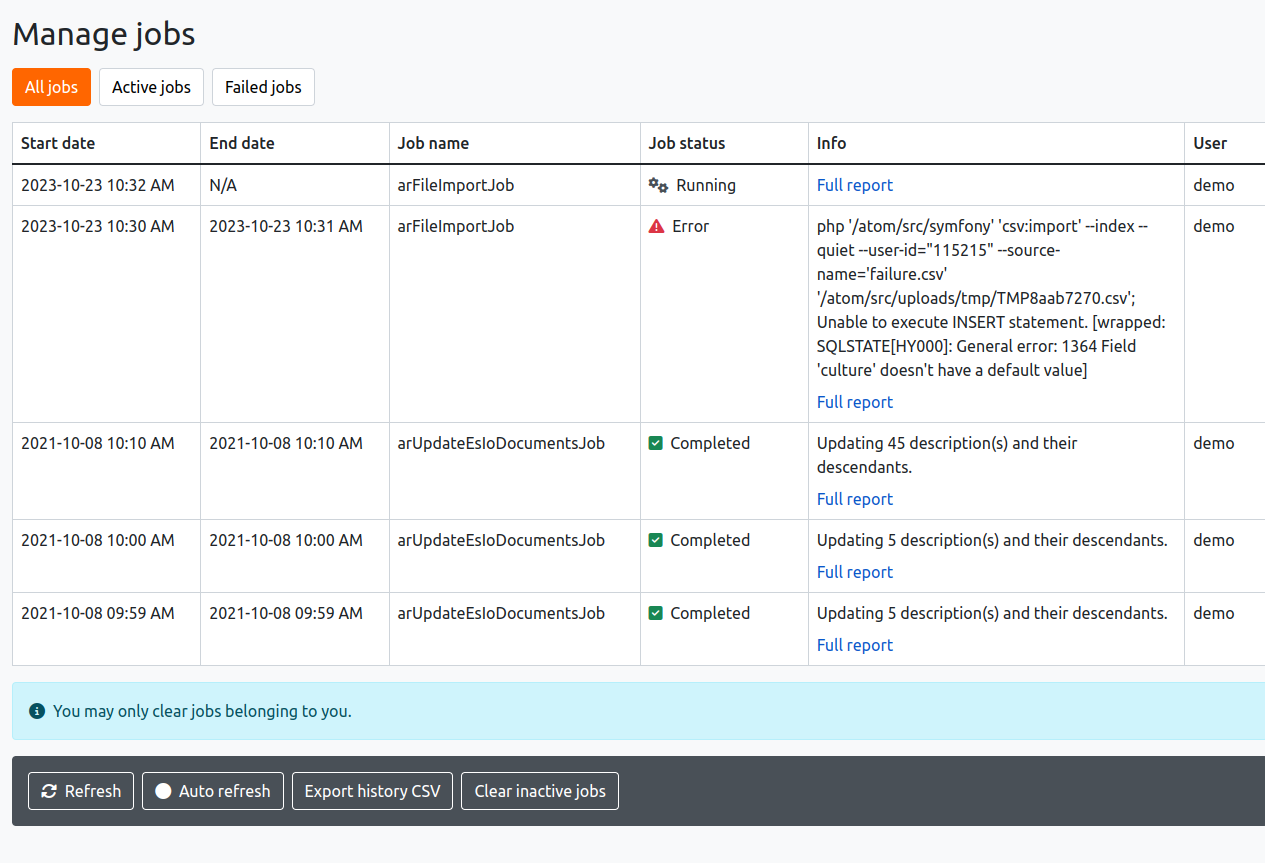 Manage jobs
All jobs Active jobs Failed jobs
Start date End date Job name Job status Info User
2023-10-23 10:32 AM N/A arFileImportJob Running Full report demo
2023-10-23 10:30 AM 2023-10-23 10:31 AM arFileImportJob Error php '/atom/src/symfony' 'csv:import' --index -- demo
quiet --user-id="115215" --source-
name='failure.csv'
'/atom/src/uploads/tmp/TMP8aab7270.csv';
Unable to execute INSERT statement. [wrapped:
SQLSTATE[HY000]: General error: 1364 Field
'culture' doesn't have a default value]
Full report
2021-10-08 10:10 AM 2021-10-08 10:10 AM arUpdateEsIoDocumentsJob Completed Updating 45 description(s) and their demo
descendants.
Full report
2021-10-08 10:00 AM 2021-10-08 10:00 AM arUpdateEsIoDocumentsJob Completed Updating 5 description(s) and their descendants. demo
Full report
2021-10-08 09:59 AM 2021-10-08 09:59 AM arUpdateEsIoDocumentsJob Completed Updating 5 description(s) and their descendants. demo
Full report
You may only clear jobs belonging to you.
Refresh Auto refresh Export history CSV Clear inactive jobs